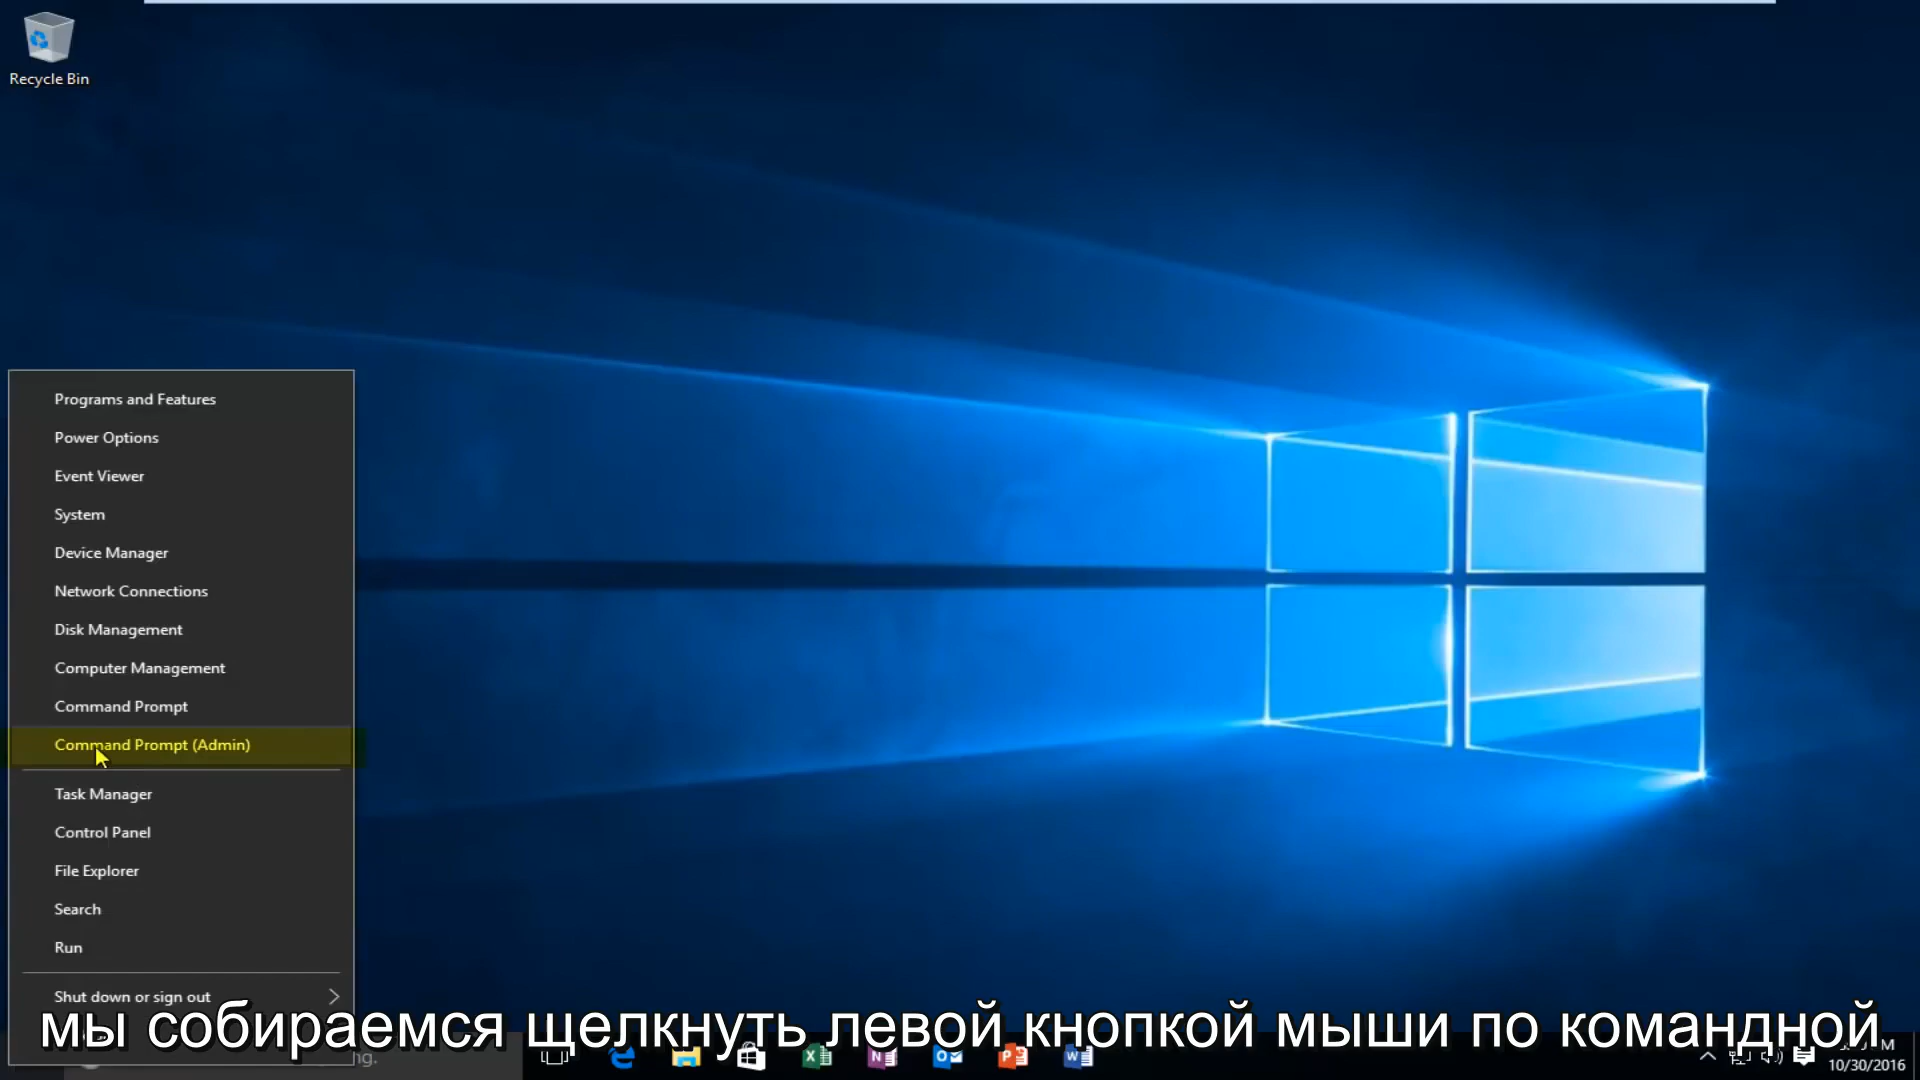 Recycle Bin
Programs and Features
Power Options
Event Viewer
System
Device Manager
Network Connections
Disk Management
Computer Management
Command Prompt
Command Prompt (Admin)
Task Manager
Control Panel
File Explorer
Search
Run
Shut down or sign out
мы собираемся щелкнуть левой кнопкой мыши по командной
10/30/2016